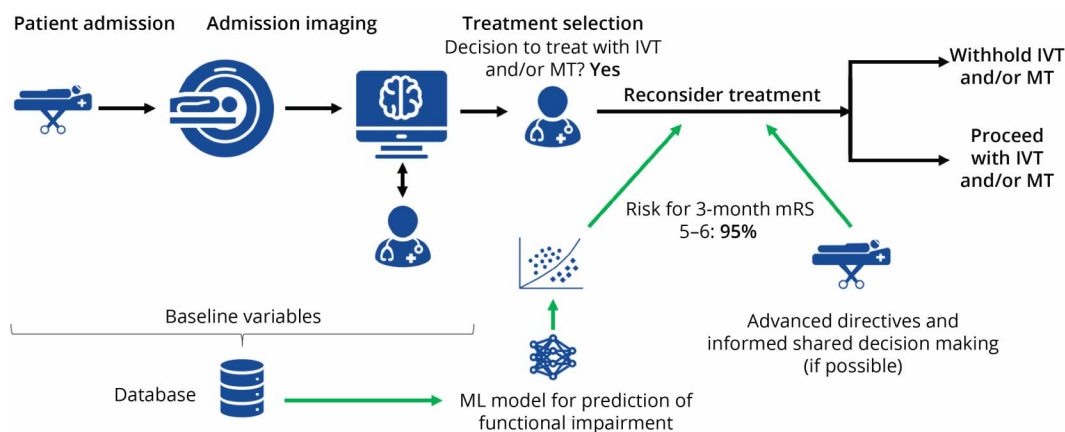 Patient admission
Admission imaging
Treatment selection
Decision to treat with IVT
and/or MT? Yes
Reconsider treatment
Withhold IVT
and/or MT
Proceed
with IVT
and/or MT
Risk for 3-month mRS
5–6: 95%
Baseline variables
Database
ML model for prediction of
functional impairment
Advanced directives and
informed shared decision making
(if possible)